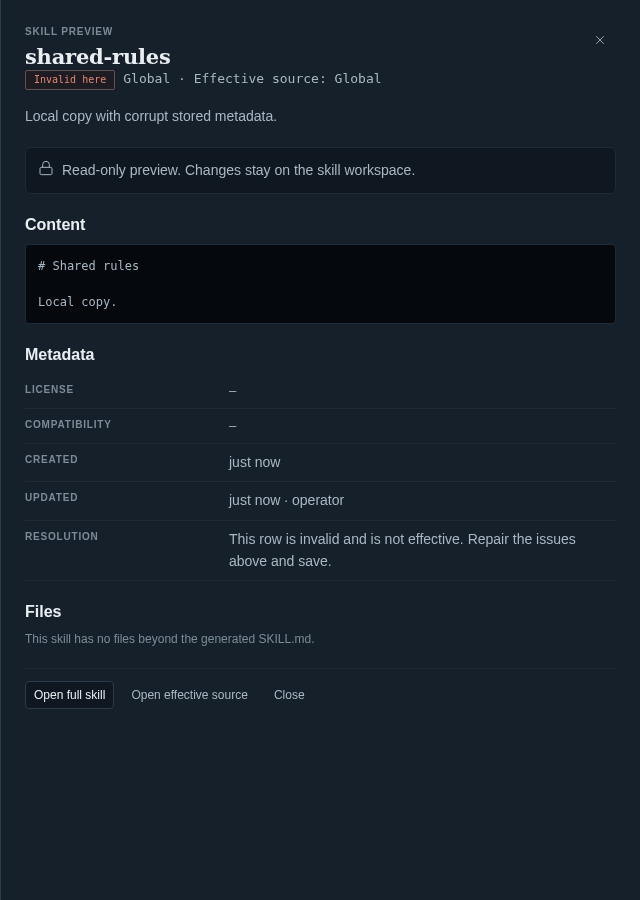 SKILL PREVIEW
shared-rules
Invalid here Global · Effective source: Global
Local copy with corrupt stored metadata.
Read-only preview. Changes stay on the skill workspace.
Content
# Shared rules
Local copy.
Metadata
LICENSE –
COMPATIBILITY –
CREATED just now
UPDATED just now · operator
RESOLUTION This row is invalid and is not effective. Repair the issues
above and save.
Files
This skill has no files beyond the generated SKILL.md.
Open full skill Open effective source Close